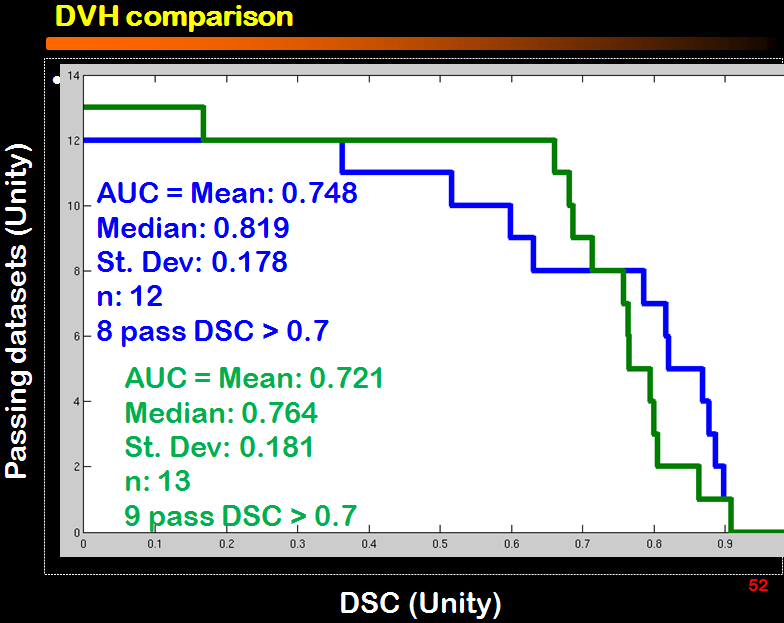 DVH comparison
Passing datasets (Unity)
14
12
10
8
6
4
2
0
AUC = Mean: 0.748
Median: 0.819
St. Dev: 0.178
n: 12
8 pass DSC > 0.7
AUC = Mean: 0.721
Median: 0.764
St. Dev: 0.181
n: 13
9 pass DSC > 0.7
0 0.1 0.2 0.3 0.4 0.5 0.6 0.7 0.8 0.9
DSC (Unity)
52